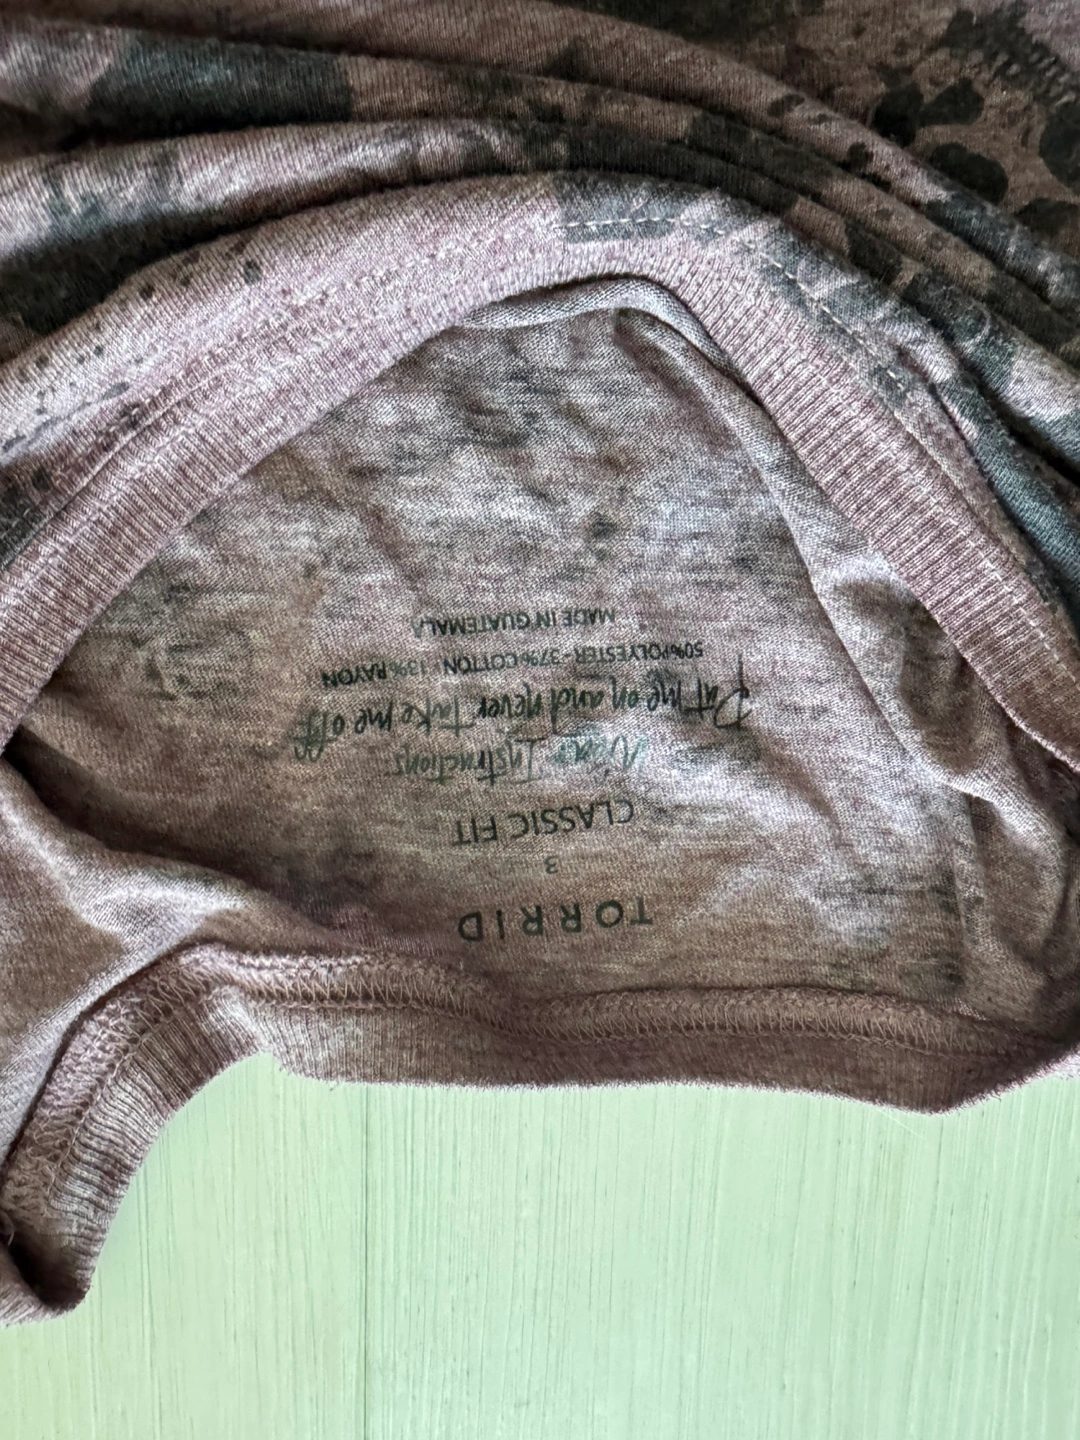 TORRID
3
CLASSIC FIT
Wear Instructions
Put me on and never Take me off
50%POLYESTER-37%COTTON-13%RAYON
MADE IN GUATEMALA